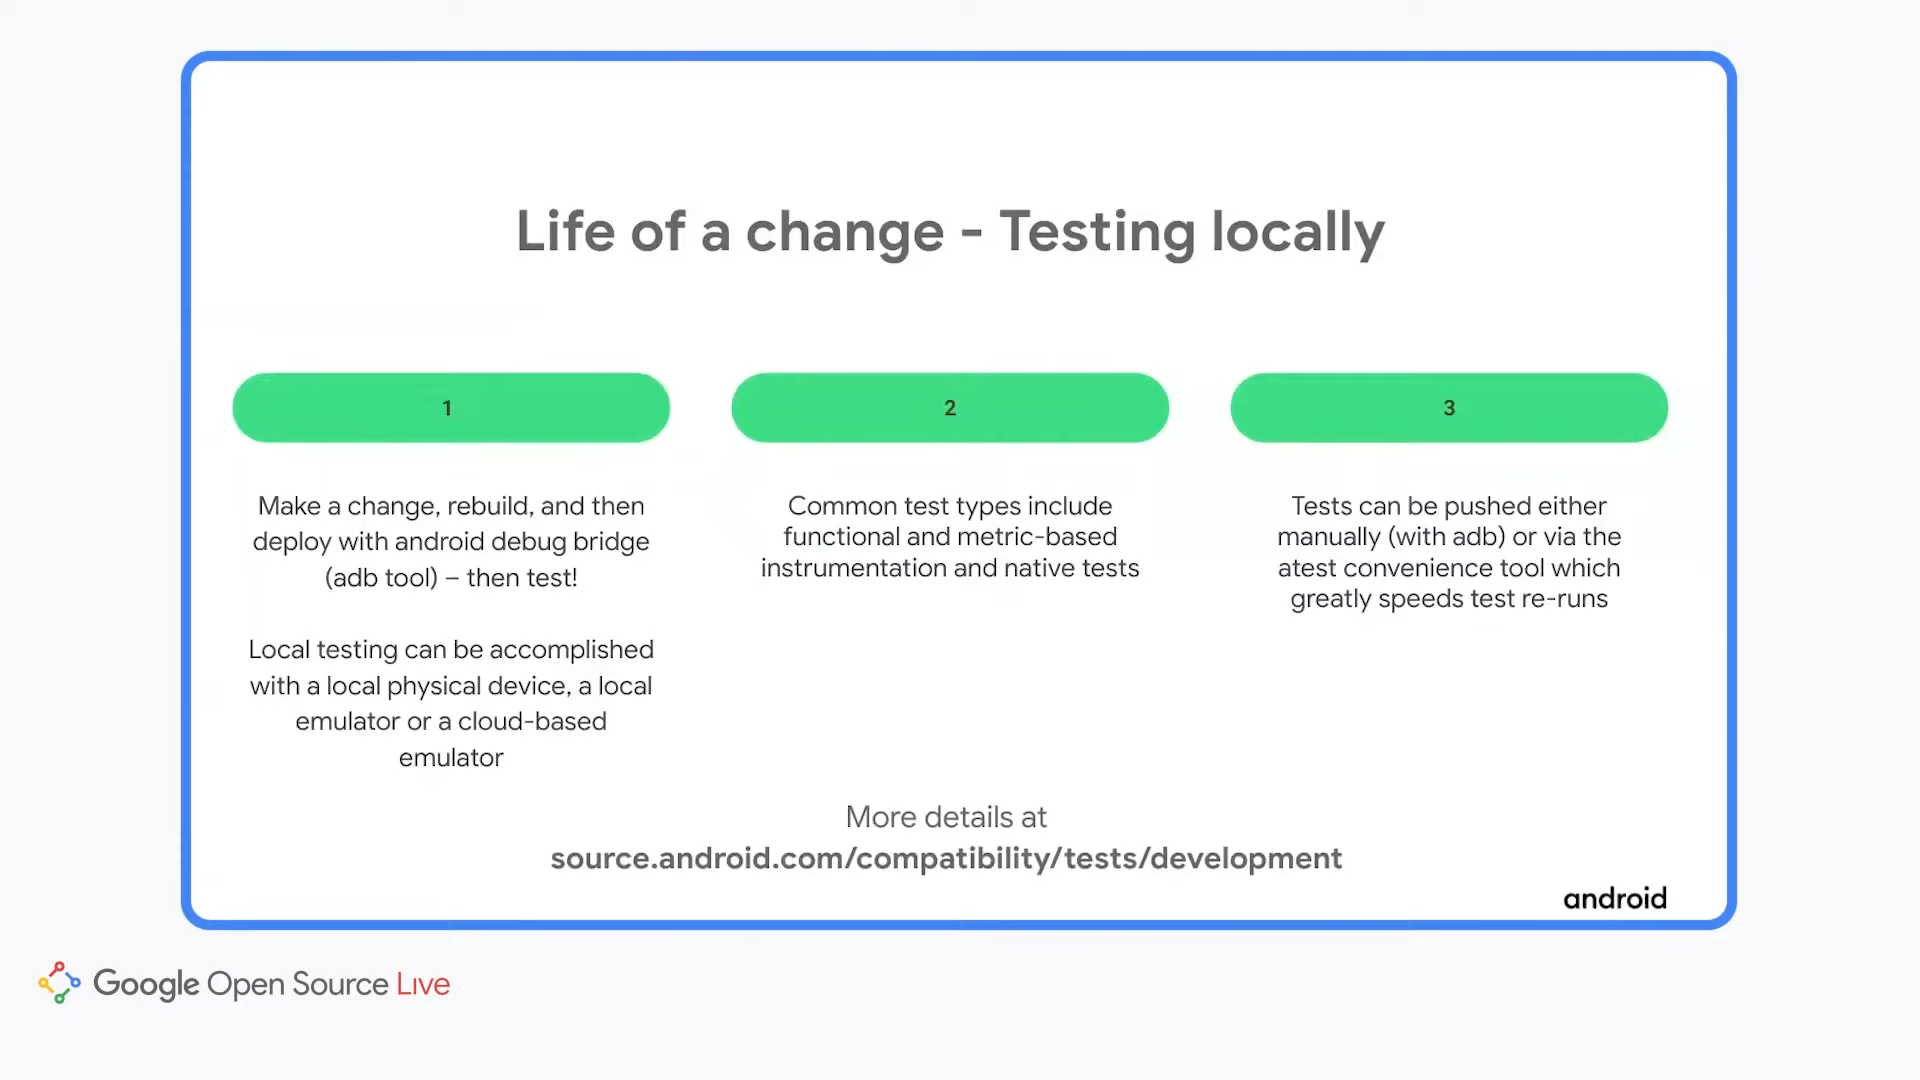 Life of a change - Testing locally
1
Make a change, rebuild, and then
deploy with android debug bridge
(adb tool) – then test!
Local testing can be accomplished
with a local physical device, a local
emulator or a cloud-based
emulator
2
Common test types include
functional and metric-based
instrumentation and native tests
3
Tests can be pushed either
manually (with adb) or via the
atest convenience tool which
greatly speeds test re-runs
More details at
source.android.com/compatibility/tests/development
android
Google Open Source Live